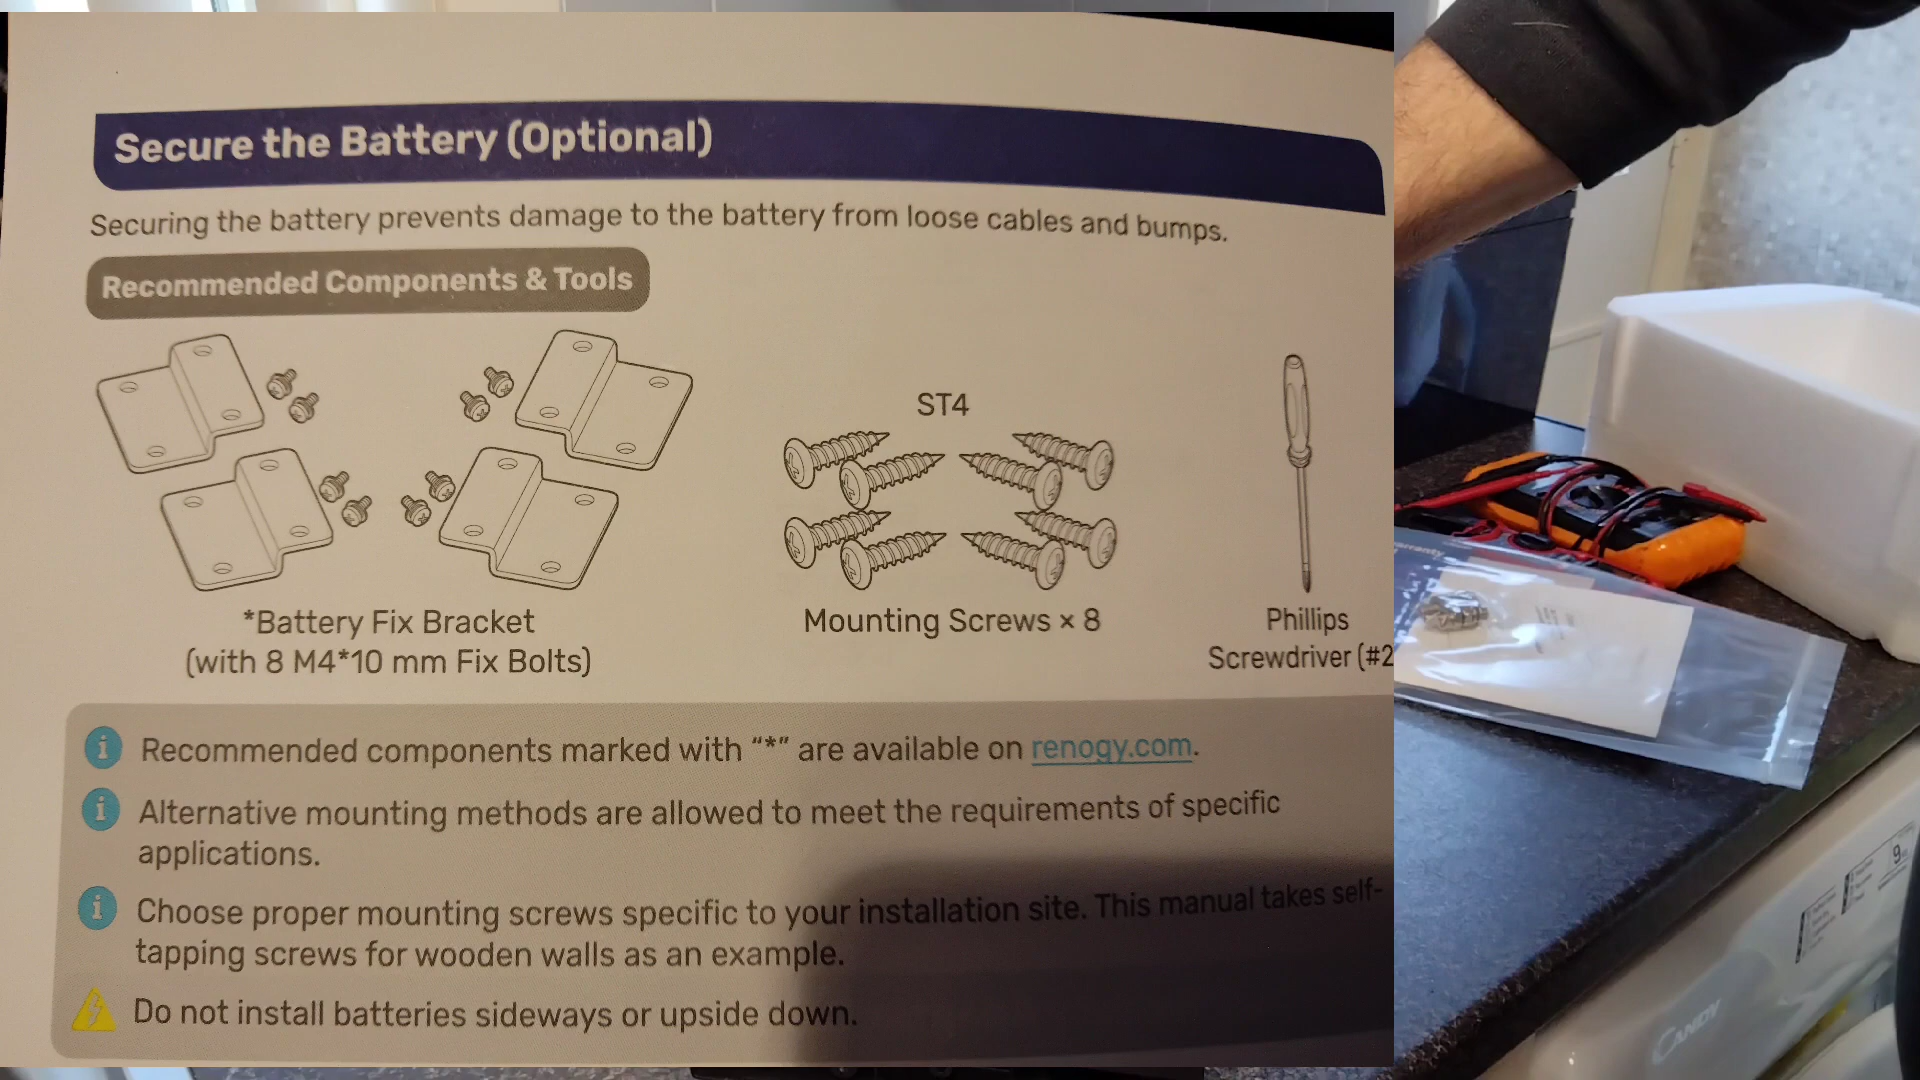 Secure the Battery (Optional)
Securing the battery prevents damage to the battery from loose cables and bumps.
Recommended Components & Tools
ST4
*Battery Fix Bracket
(with 8 M4*10 mm Fix Bolts)
Mounting Screws × 8
Phillips
Screwdriver (#2
Recommended components marked with “*” are available on renogy.com.
Alternative mounting methods are allowed to meet the requirements of specific
applications.
Choose proper mounting screws specific to your installation site. This manual takes self-
tapping screws for wooden walls as an example.
Do not install batteries sideways or upside down.
warranty
9
CANDY